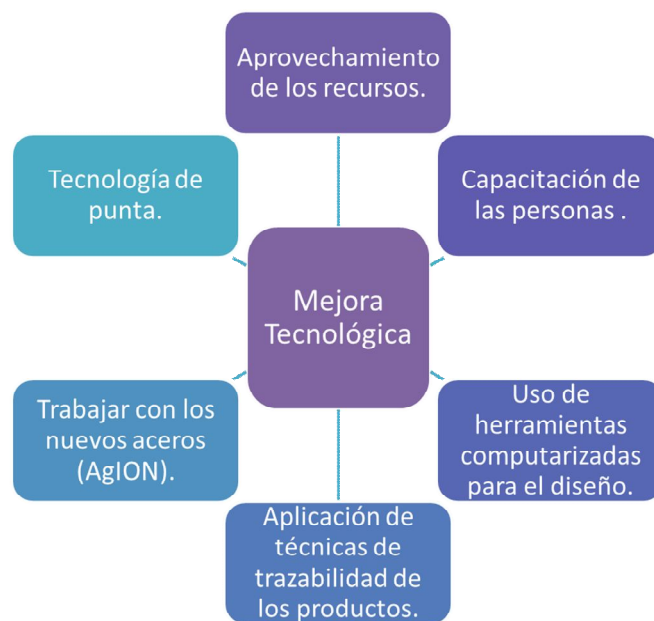 Aprovechamiento
de los recursos.
Tecnología de
punta.
Capacitación de
las personas .
Mejora
Tecnológica
Trabajar con los
nuevos aceros
(AgION).
Uso de
herramientas
computarizadas
para el diseño.
Aplicación de
técnicas de
trazabilidad de
los productos.